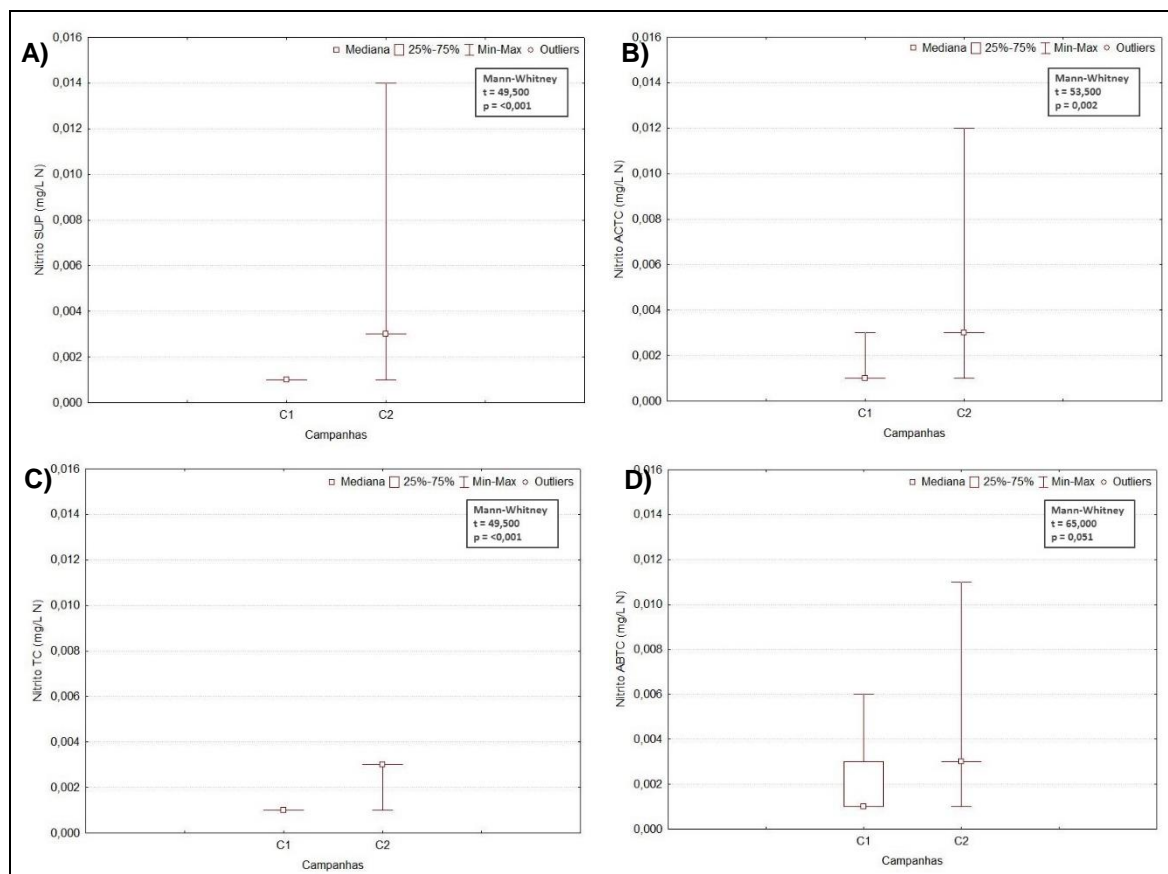 A)
Mediana 25%-75% Min-Max Outliers
Mann-Whitney
t = 49,500
p = <0,001
Nitrito SUP (mg/L N)
0,016
0,014
0,012
0,010
0,008
0,006
0,004
0,002
0,000
C1 C2
Campanhas
B)
Mediana 25%-75% Min-Max Outliers
Mann-Whitney
t = 53,500
p = 0,002
Nitrito ACTC (mg/L N)
0,016
0,014
0,012
0,010
0,008
0,006
0,004
0,002
0,000
C1 C2
Campanhas
C)
Mediana 25%-75% Min-Max Outliers
Mann-Whitney
t = 49,500
p = <0,001
Nitrito TC (mg/L N)
0,016
0,014
0,012
0,010
0,008
0,006
0,004
0,002
0,000
C1 C2
Campanhas
D)
Mediana 25%-75% Min-Max Outliers
Mann-Whitney
t = 65,000
p = 0,051
Nitrito ABTC (mg/L N)
0,016
0,014
0,012
0,010
0,008
0,006
0,004
0,002
0,000
C1 C2
Campanhas